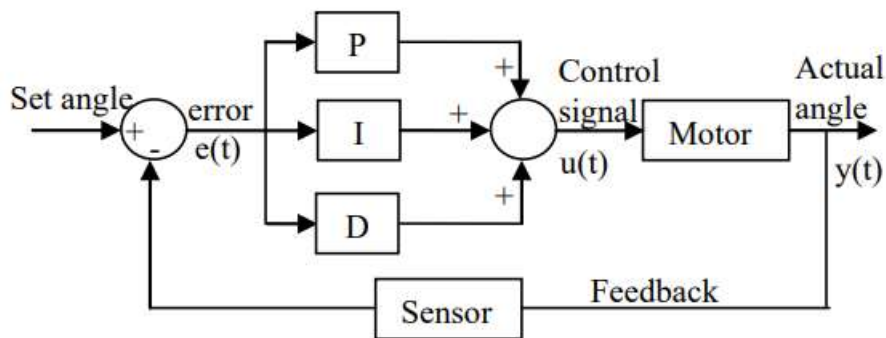 P
+
Control
Actual
Set angle
error
signal
angle
+
I
+
Motor
-
e(t)
u(t)
y(t)
+
D
Feedback
Sensor